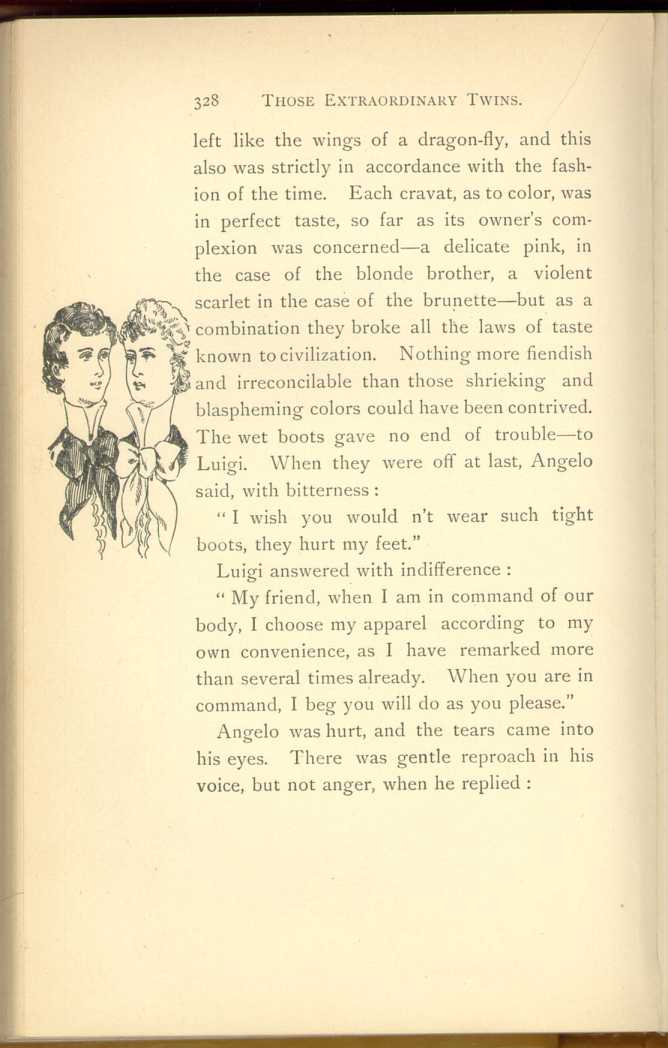 328 THOSE EXTRAORDINARY TWINS.
left like the wings of a dragon-fly, and this
also was strictly in accordance with the fash-
ion of the time. Each cravat, as to color, was
in perfect taste, so far as its owner's com-
plexion was concerned—a delicate pink, in
the case of the blonde brother, a violent
scarlet in the case of the brunette—but as a
combination they broke all the laws of taste
known to civilization. Nothing more fiendish
and irreconcilable than those shrieking and
blaspheming colors could have been contrived.
The wet boots gave no end of trouble—to
Luigi. When they were off at last, Angelo
said, with bitterness :
“ I wish you would n't wear such tight
boots, they hurt my feet.”
Luigi answered with indifference :
“ My friend, when I am in command of our
body, I choose my apparel according to my
own convenience, as I have remarked more
than several times already. When you are in
command, I beg you will do as you please.”
Angelo was hurt, and the tears came into
his eyes. There was gentle reproach in his
voice, but not anger, when he replied :